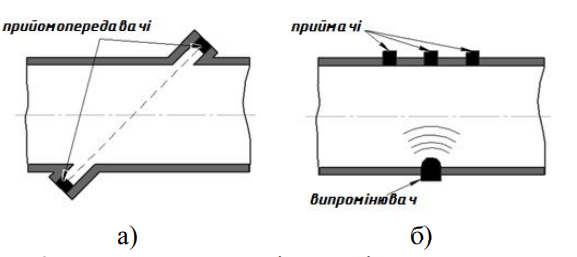 прийомопередавачі
приймачі
випромінювач
а)
б)